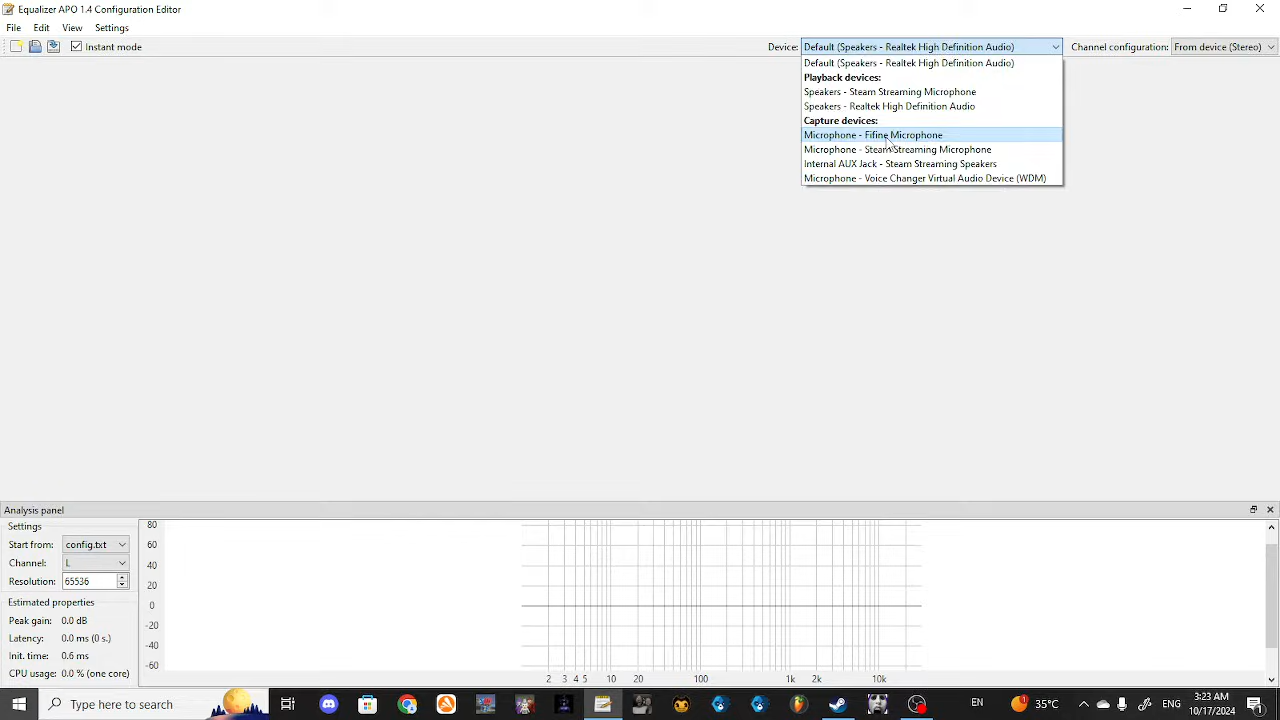 Equalizer APO 1.4 Configuration Editor
File Edit View Settings
Instant mode Device: Default (Speakers - Realtek High Definition Audio) Channel configuration: From device (Stereo)
Default (Speakers - Realtek High Definition Audio)
Playback devices:
Speakers - Steam Streaming Microphone
Speakers - Realtek High Definition Audio
Capture devices:
Microphone - Fifine Microphone
Microphone - Steam Streaming Microphone
Internal AUX Jack - Steam Streaming Speakers
Microphone - Voice Changer Virtual Audio Device (WDM)
Analysis panel
Settings
Start from: config.txt
Channel: L
Resolution: 65536
Estimated properties
Peak gain: 0.0 dB
Latency: 0.0 ms (0 s.)
Init. time: 0.6 ms
CPU usage: 0.0 % (one core)
80
60
40
20
0
-20
-40
-60
2 3 4 5 10 20 100 1k 2k 10k
Type here to search
EN 1 35°C ENG 3:23 AM
10/17/2024 1